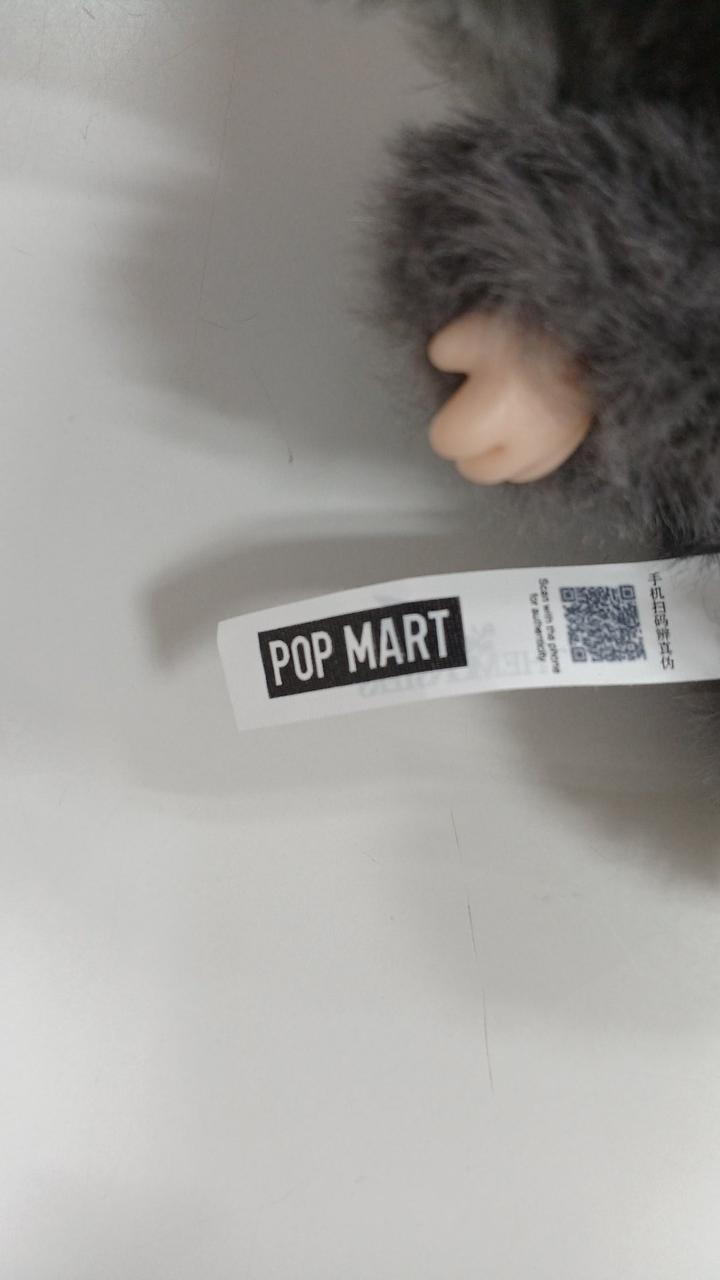 POP MART
Scan with the phone
for authenticity
手机扫码辨真伪